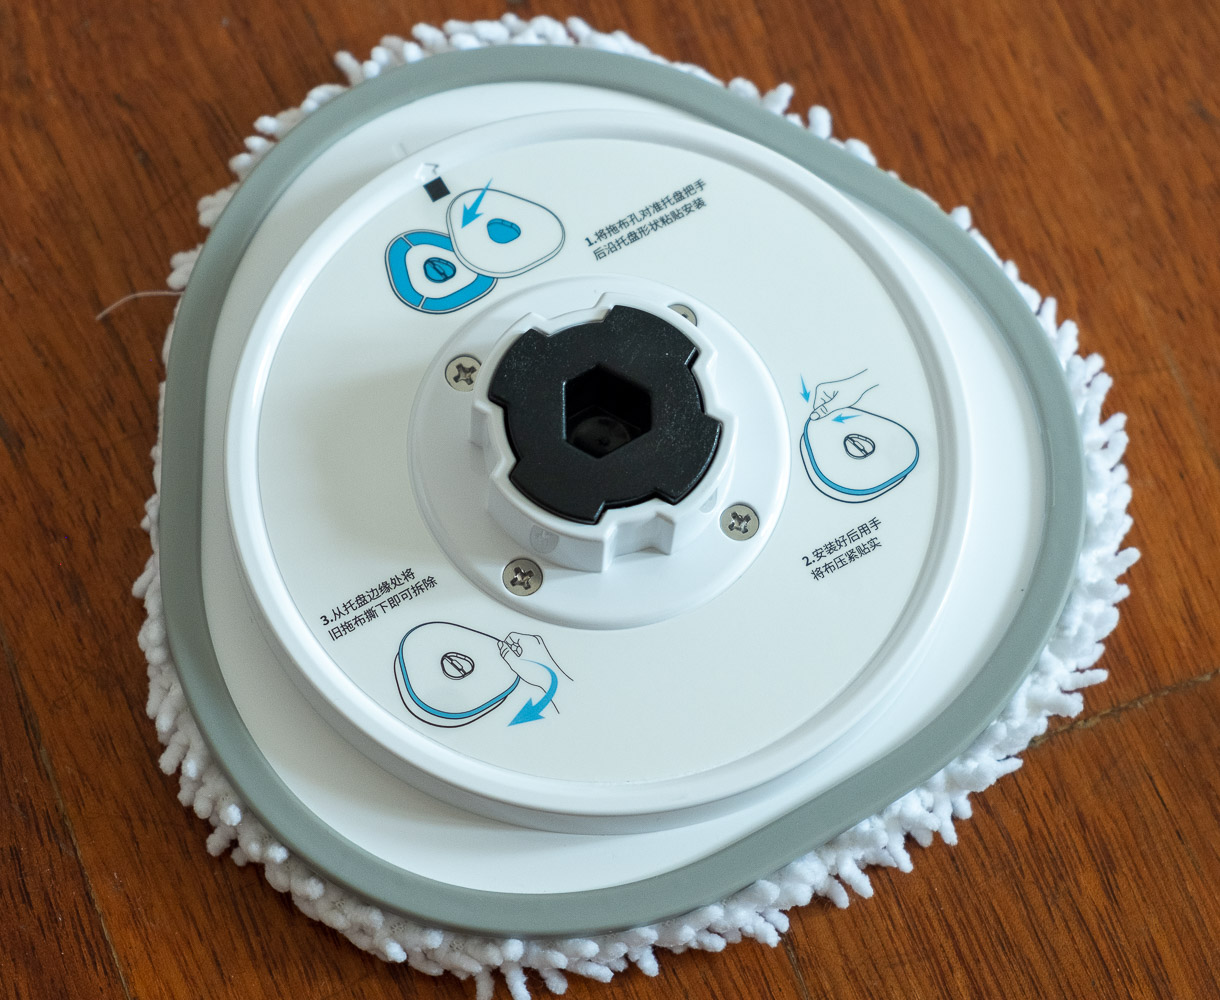 1.将拖布孔对准托盘把手
后沿托盘形状粘贴安装
2.安装好后用手
将布压紧贴实
3.从托盘边缘处将
旧拖布撕下即可拆除